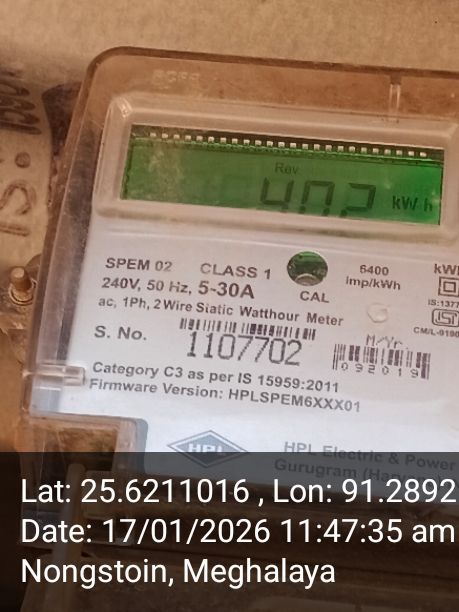 Rev
402 kWh
SPEM 02 CLASS 1
6400
imp/kWh
240V, 50 Hz, 5-30A
CAL
ac, 1Ph, 2 Wire Static Watthour Meter
S. No.
1107702
M/Yr.
092019
Category C3 as per IS 15959:2011
Firmware Version: HPLSPEM6XXX01
HPL
HPL Electric & Power
Gurugram
Lat: 25.6211016 , Lon: 91.2892
Date: 17/01/2026 11:47:35 am
Nongstoin, Meghalaya